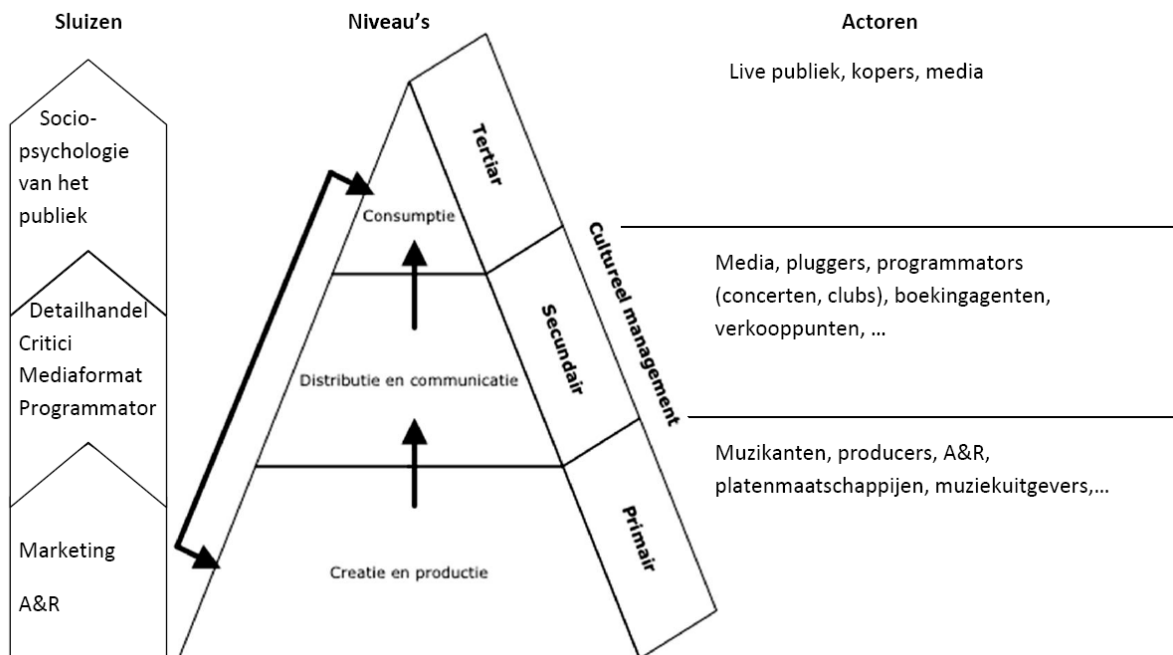 Sluizen
Niveau's
Actoren
Socio-
psychologie
van het
publiek
Detailhandel
Critici
Mediaformat
Programmator
Marketing
A&R
Consumptie
Distributie en communicatie
Creatie en productie
Tertiar
Secundair
Primair
Cultureel management
Live publiek, kopers, media
Media, pluggers, programmators
(concerten, clubs), boekingagenten,
verkooppunten, ...
Muzikanten, producers, A&R,
platenmaatschappijen, muziekuitgevers,...